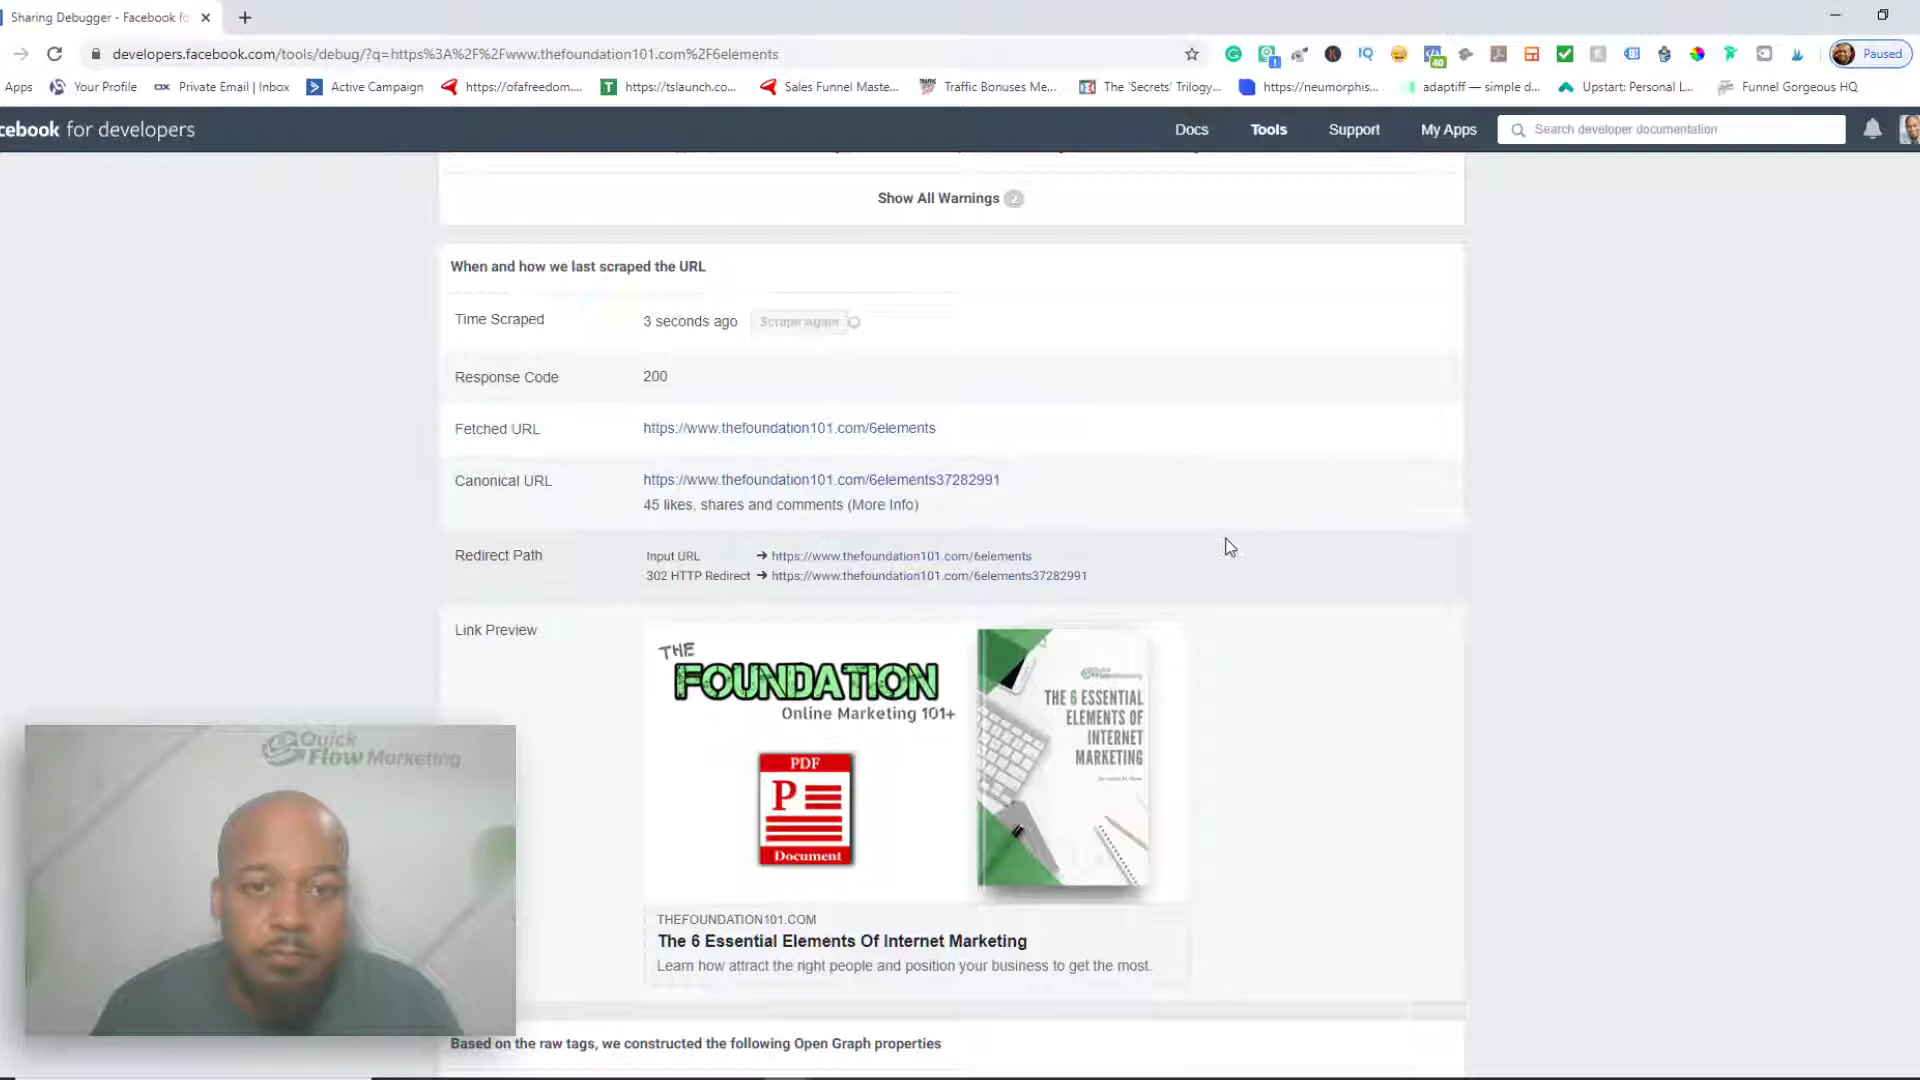 Sharing Debugger - Facebook fo
developers.facebook.com/tools/debug/?q=https%3A%2F%2Fwww.thefoundation101.com%2F6elements
Paused
Apps Your Profile Private Email | Inbox Active Campaign https://ofafreedom.... https://tslaunch.co... Sales Funnel Maste... Traffic Bonuses Me... The 'Secrets' Trilogy... https://neumorphis... adaptiff — simple d... Upstart: Personal L... Funnel Gorgeous HQ
cebook for developers Docs Tools Support My Apps Search developer documentation
Show All Warnings 2
When and how we last scraped the URL
Time Scraped 3 seconds ago Scrape Again
Response Code 200
Fetched URL https://www.thefoundation101.com/6elements
Canonical URL https://www.thefoundation101.com/6elements37282991
45 likes, shares and comments (More Info)
Redirect Path Input URL → https://www.thefoundation101.com/6elements
302 HTTP Redirect → https://www.thefoundation101.com/6elements37282991
Link Preview
THE
FOUNDATION
Online Marketing 101+
PDF
P
Document
THE 6 ESSENTIAL
ELEMENTS OF
INTERNET
MARKETING
Quick
Flow Marketing
THEFOUNDATION101.COM
The 6 Essential Elements Of Internet Marketing
Learn how attract the right people and position your business to get the most.
Based on the raw tags, we constructed the following Open Graph properties